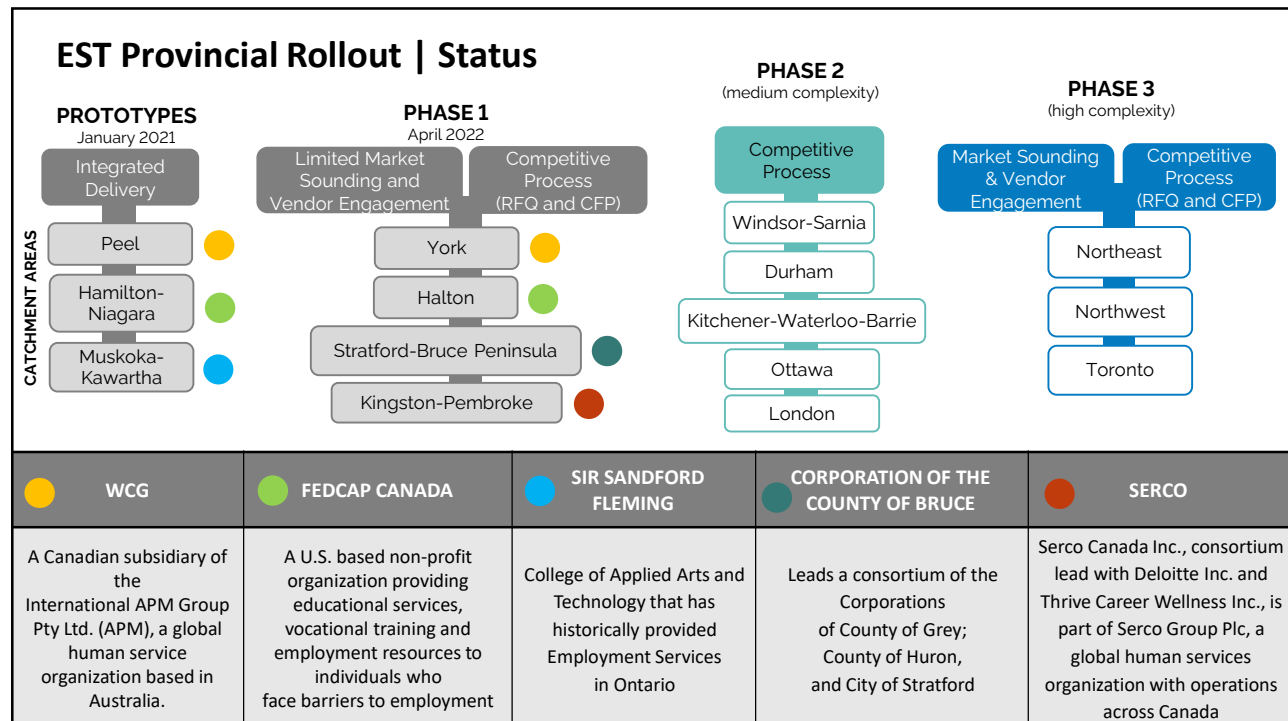 EST Provincial Rollout | Status
PROTOTYPES
January 2021
Integrated
Delivery
CATCHMENT AREAS
Peel
Hamilton-
Niagara
Muskoka-
Kawartha
PHASE 1
April 2022
Limited Market
Sounding and
Vendor Engagement
Competitive
Process
(RFQ and CFP)
York
Halton
Stratford-Bruce Peninsula
Kingston-Pembroke
PHASE 2
(medium complexity)
Competitive
Process
Windsor-Sarnia
Durham
Kitchener-Waterloo-Barrie
Ottawa
London
PHASE 3
(high complexity)
Market Sounding
& Vendor
Engagement
Competitive
Process
(RFQ and CFP)
Northeast
Northwest
Toronto
WCG
A Canadian subsidiary of
the
International APM Group
Pty Ltd. (APM), a global
human service
organization based in
Australia.
FEDCAP CANADA
A U.S. based non-profit
organization providing
educational services,
vocational training and
employment resources to
individuals who
face barriers to employment
SIR SANDFORD
FLEMING
College of Applied Arts and
Technology that has
historically provided
Employment Services
in Ontario
CORPORATION OF THE
COUNTY OF BRUCE
Leads a consortium of the
Corporations
of County of Grey;
County of Huron,
and City of Stratford
SERCO
Serco Canada Inc., consortium
lead with Deloitte Inc. and
Thrive Career Wellness Inc., is
part of Serco Group Plc, a
global human services
organization with operations
across Canada